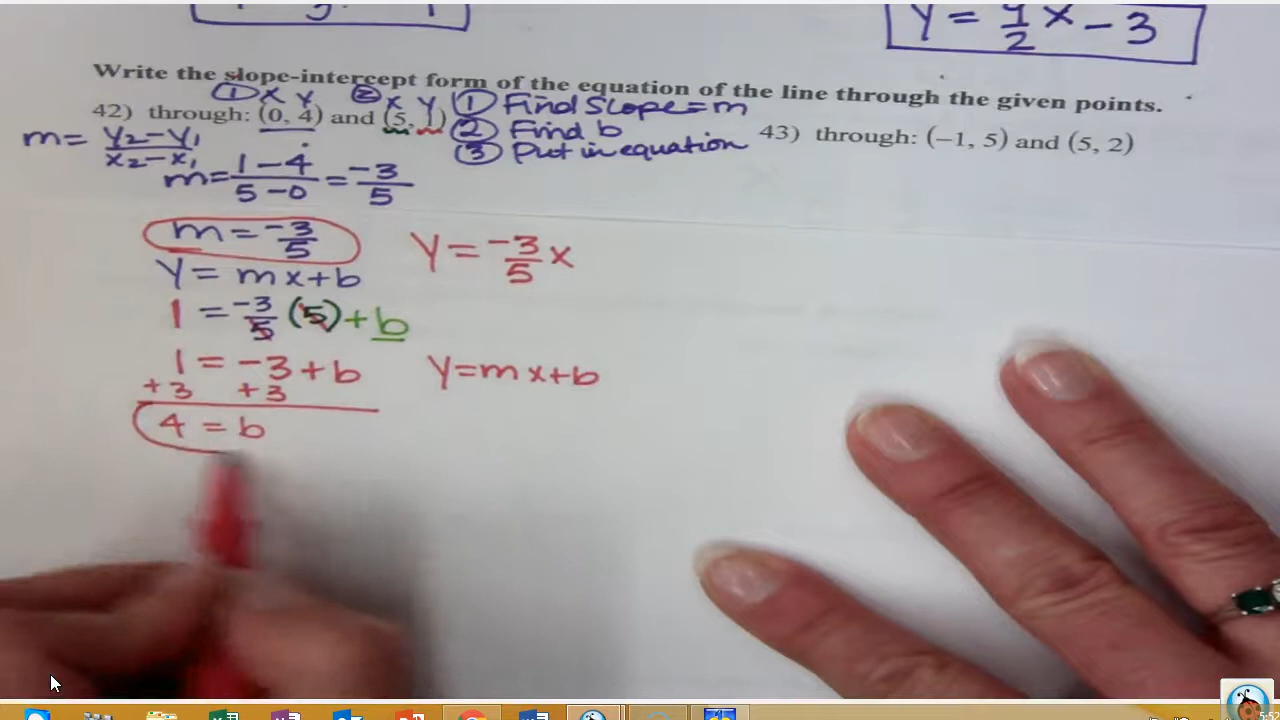 y = 1/2 x - 3
Write the slope-intercept form of the equation of the line through the given points.
① X Y ② X Y
42) through: (0, 4) and (5, 1)
① Find Slope = m
② Find b
③ Put in equation
43) through: (−1, 5) and (5, 2)
m = y2 - y1 / x2 - x1
m = 1 - 4 / 5 - 0 = -3 / 5
m = -3/5
y = -3/5 x
y = mx + b
1 = -3/5 (5) + b
1 = -3 + b
y = mx + b
+3 +3
4 = b
5:52